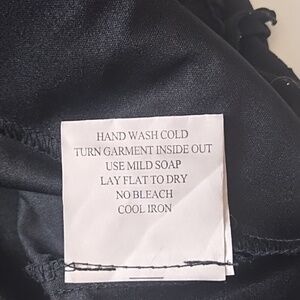 HAND WASH COLD
TURN GARMENT INSIDE OUT
USE MILD SOAP
LAY FLAT TO DRY
NO BLEACH
COOL IRON